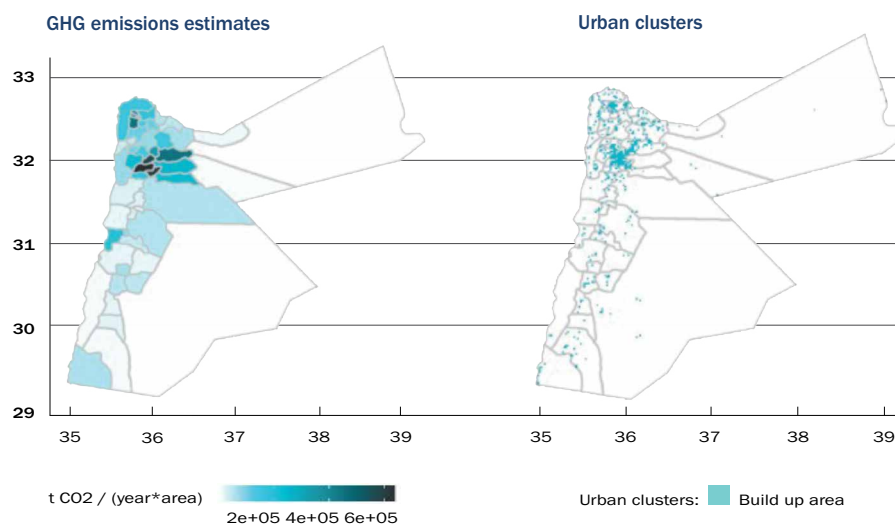 GHG emissions estimates
Urban clusters
33
32
31
30
29
35 36 37 38 39
35 36 37 38 39
t CO2 / (year*area)
2e+05 4e+05 6e+05
Urban clusters: Build up area